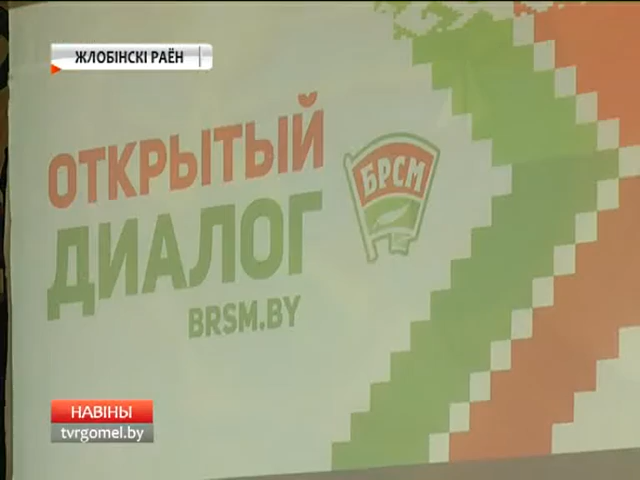 ЖЛОБІНСКІ РАЁН
ОТКРЫТЫЙ
ДИАЛОГ
BRSM.BY
БРСМ
НАВІНЫ
tvrgomel.by